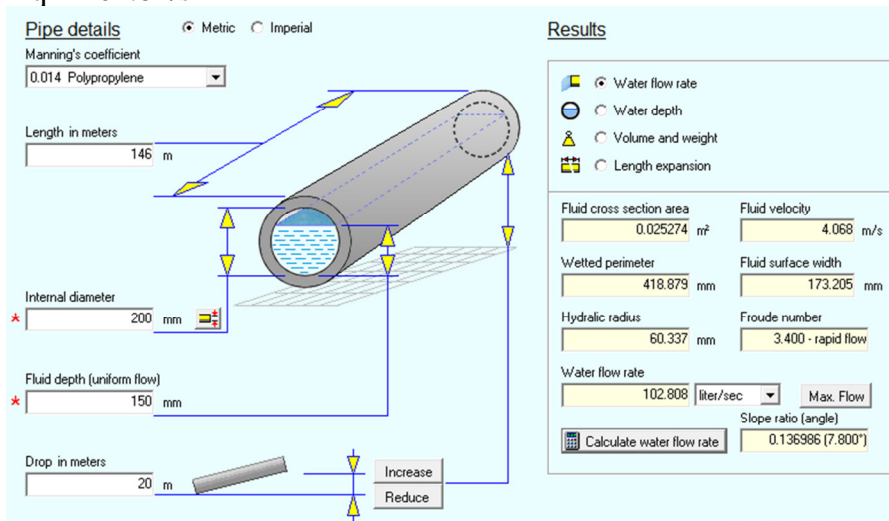 Pipe details
Metric
Imperial
Manning's coefficient
0.014 Polypropylene
Length in meters
146 m
Internal diameter
* 200 mm
Fluid depth (uniform flow)
* 150 mm
Drop in meters
20 m
Increase
Reduce
Results
Water flow rate
Water depth
Volume and weight
Length expansion
Fluid cross section area
0.025274 m²
Fluid velocity
4.068 m/s
Wetted perimeter
418.879 mm
Fluid surface width
173.205 mm
Hydralic radius
60.337 mm
Froude number
3.400 - rapid flow
Water flow rate
102.808 liter/sec
Max. Flow
Calculate water flow rate
Slope ratio (angle)
0.136986 (7.800°)